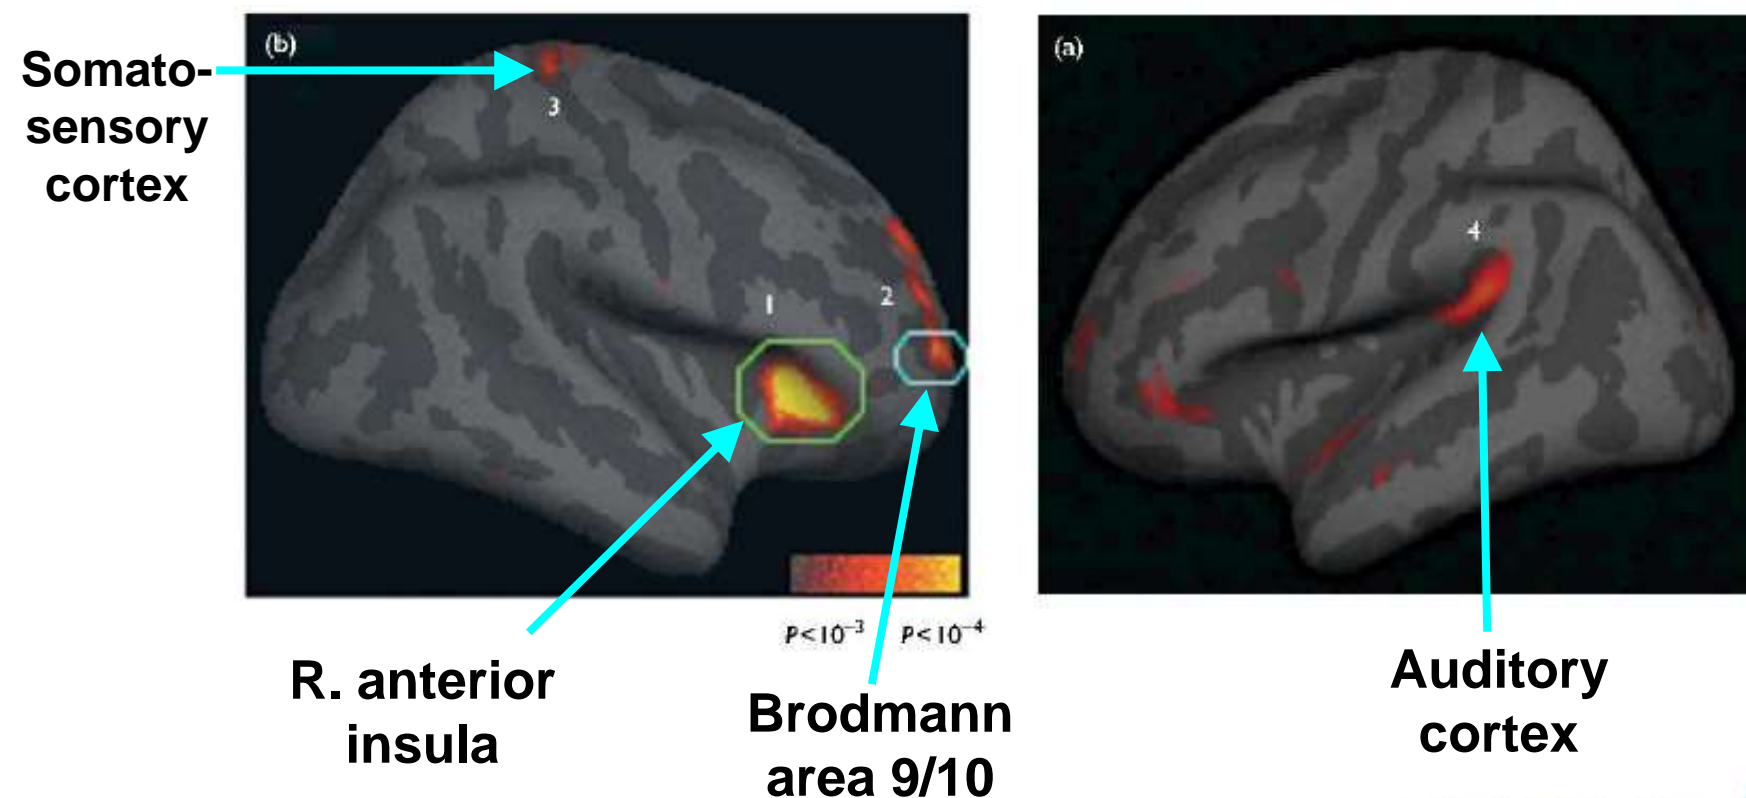 (b)
(a)
Somato-
sensory
cortex
3
4
2
1
P<10⁻³ P<10⁻⁴
R. anterior
insula
Brodmann
area 9/10
Auditory
cortex